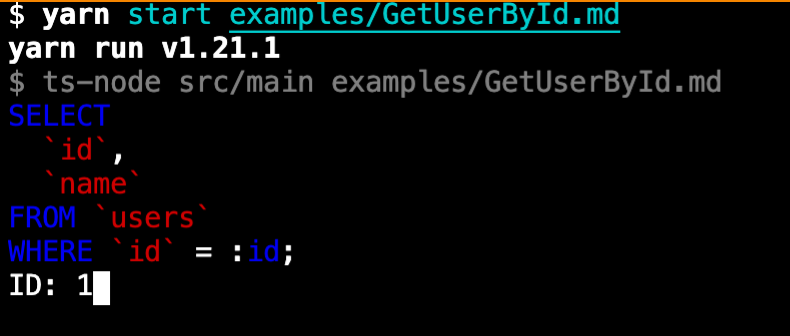 $ yarn start examples/GetUserById.md
yarn run v1.21.1
$ ts-node src/main examples/GetUserById.md
SELECT
  `id`,
  `name`
FROM `users`
WHERE `id` = :id;
ID: 1